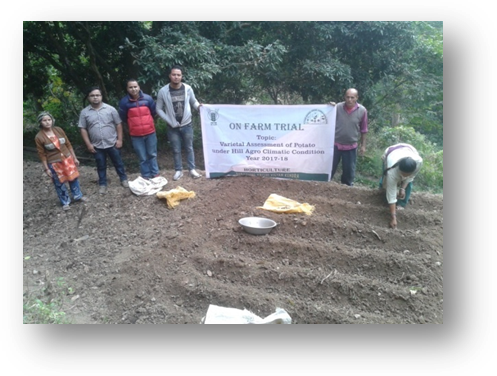 ON FARM TRIAL
Topic:
Varietal Assessment of Potato
under Hill Agro Climatic Condition
Year 2017-18
HORTICULTURE